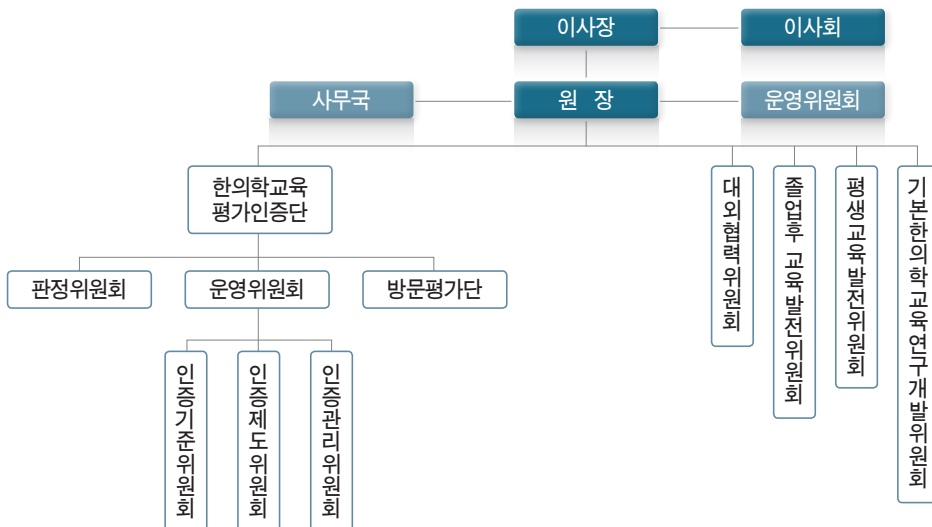 이사장
이사회
사무국
원 장
운영위원회
한의학교육
평가인증단
대외협력위원회
졸업후 교육발전위원회
평생교육발전위원회
기본한의학교육연구개발위원회
판정위원회
운영위원회
방문평가단
인증기준위원회
인증제도위원회
인증관리위원회